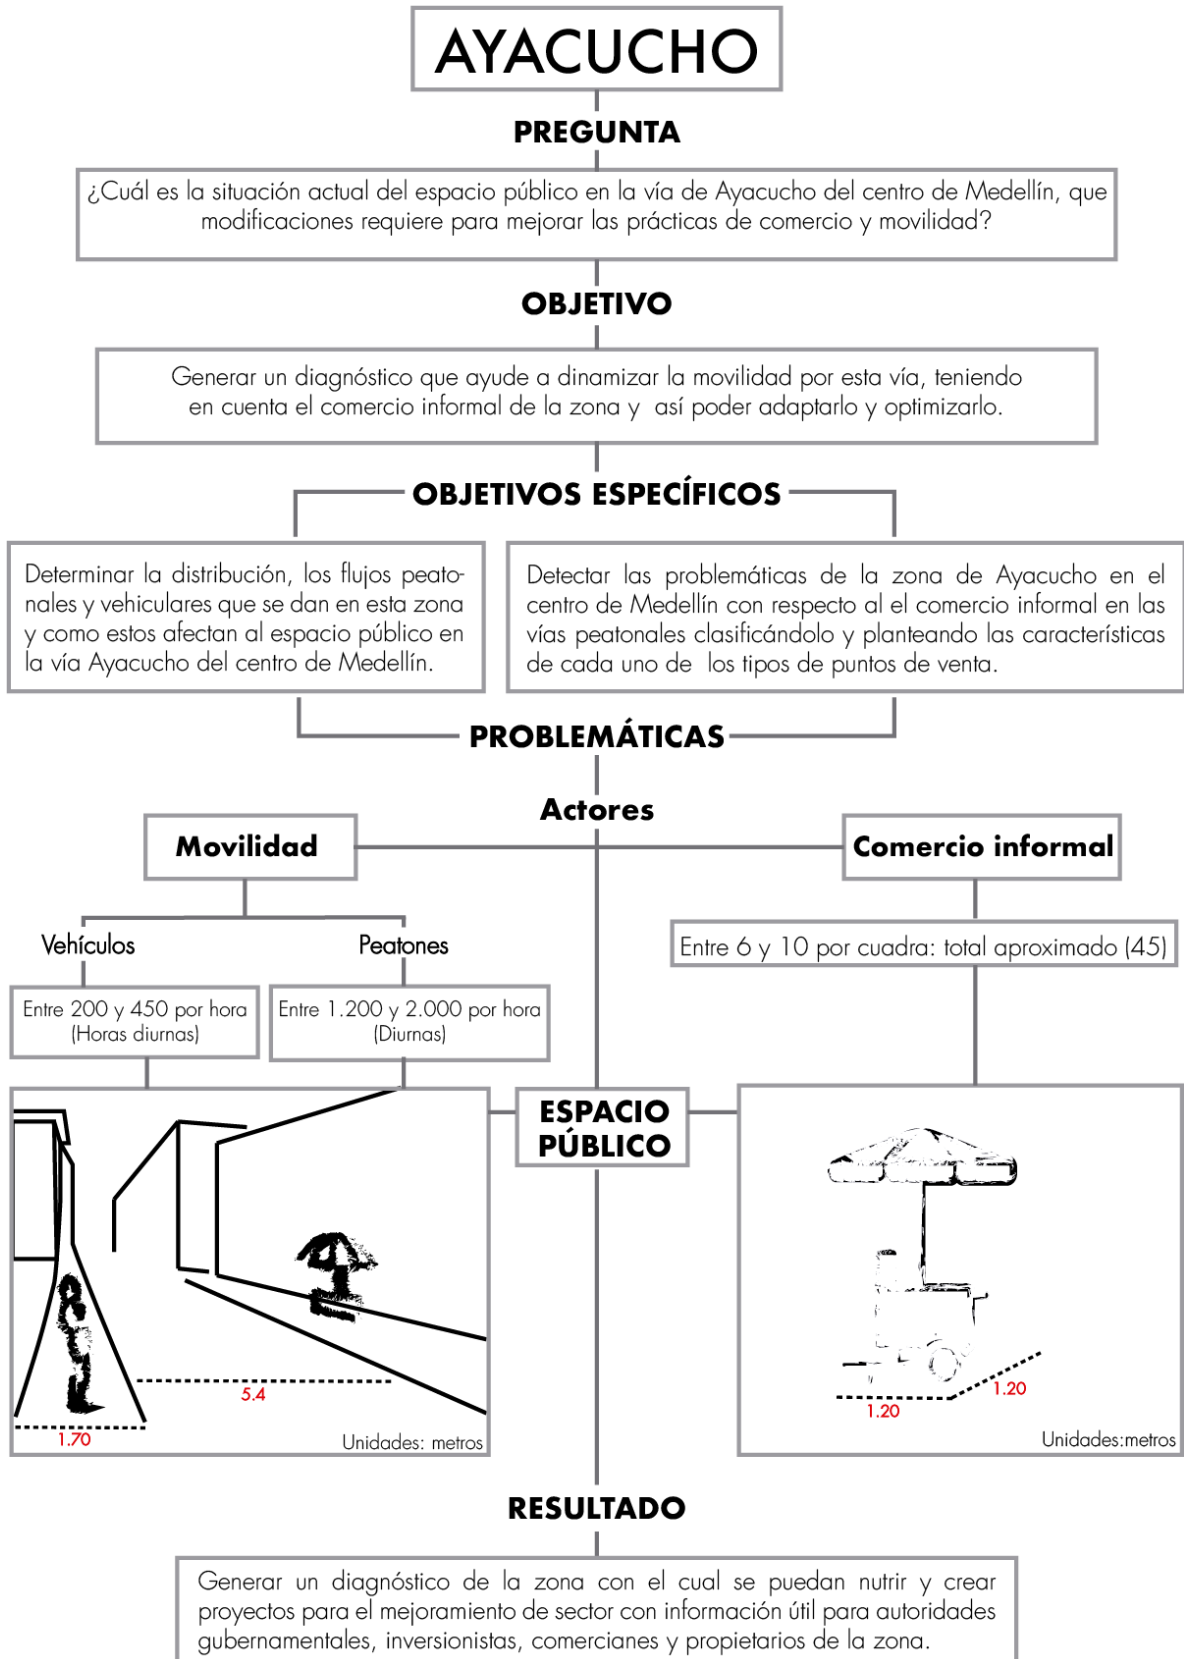 AYACUCHO
PREGUNTA
¿Cuál es la situación actual del espacio público en la vía de Ayacucho del centro de Medellín, que
modificaciones requiere para mejorar las prácticas de comercio y movilidad?
OBJETIVO
Generar un diagnóstico que ayude a dinamizar la movilidad por esta vía, teniendo
en cuenta el comercio informal de la zona y así poder adaptarlo y optimizarlo.
OBJETIVOS ESPECÍFICOS
Determinar la distribución, los flujos peato-
nales y vehiculares que se dan en esta zona
y como estos afectan al espacio público en
la vía Ayacucho del centro de Medellín.
Detectar las problemáticas de la zona de Ayacucho en el
centro de Medellín con respecto al el comercio informal en las
vías peatonales clasificándolo y planteando las características
de cada uno de los tipos de puntos de venta.
PROBLEMÁTICAS
Actores
Movilidad
Comercio informal
Vehículos
Peatones
Entre 6 y 10 por cuadra: total aproximado (45)
Entre 200 y 450 por hora
(Horas diurnas)
Entre 1.200 y 2.000 por hora
(Diurnas)
ESPACIO
PÚBLICO
5.4
1.70
Unidades: metros
1.20
1.20
Unidades:metros
RESULTADO
Generar un diagnóstico de la zona con el cual se puedan nutrir y crear
proyectos para el mejoramiento de sector con información útil para autoridades
gubernamentales, inversionistas, comercianes y propietarios de la zona.